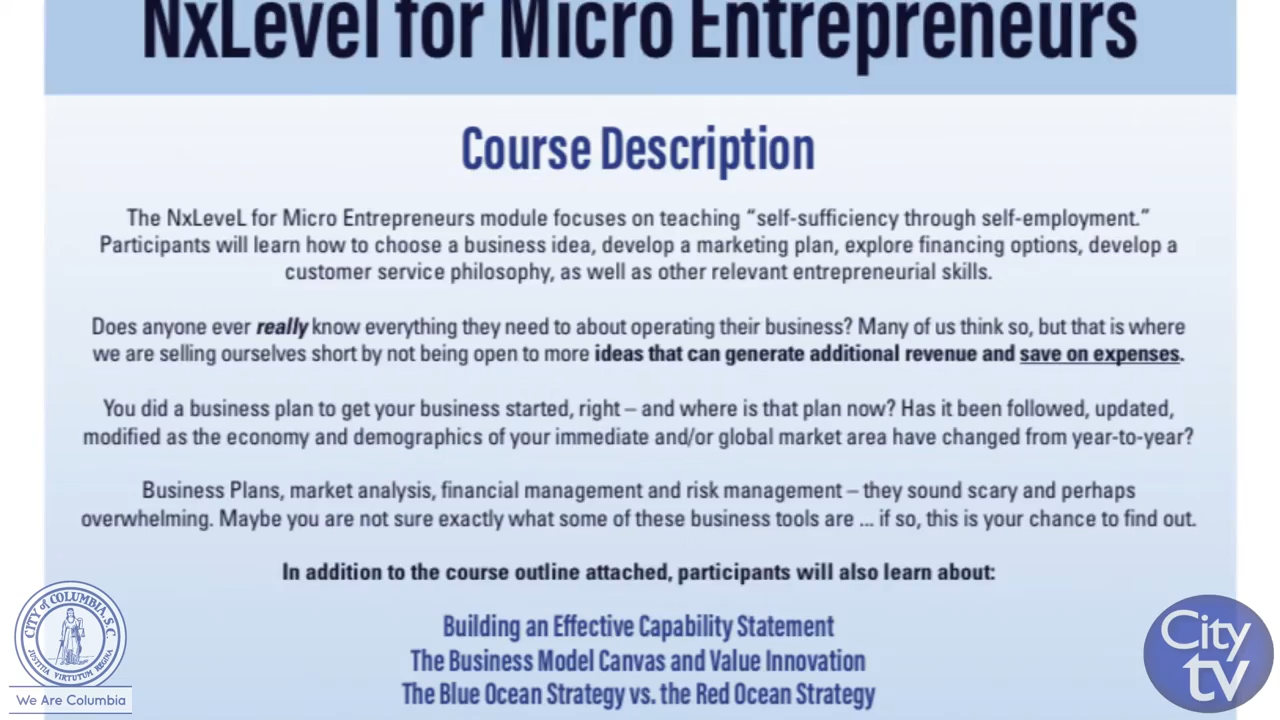 NxLevel for Micro Entrepreneurs
Course Description
The NxLeveL for Micro Entrepreneurs module focuses on teaching “self-sufficiency through self-employment.”
Participants will learn how to choose a business idea, develop a marketing plan, explore financing options, develop a
customer service philosophy, as well as other relevant entrepreneurial skills.
Does anyone ever really know everything they need to about operating their business? Many of us think so, but that is where
we are selling ourselves short by not being open to more ideas that can generate additional revenue and save on expenses.
You did a business plan to get your business started, right – and where is that plan now? Has it been followed, updated,
modified as the economy and demographics of your immediate and/or global market area have changed from year-to-year?
Business Plans, market analysis, financial management and risk management – they sound scary and perhaps
overwhelming. Maybe you are not sure exactly what some of these business tools are ... if so, this is your chance to find out.
In addition to the course outline attached, participants will also learn about:
Building an Effective Capability Statement
The Business Model Canvas and Value Innovation
The Blue Ocean Strategy vs. the Red Ocean Strategy
CITY of COLUMBIA, S.C.
JUSTITIA VIRTUTUM REGINA
We Are Columbia
City
tv